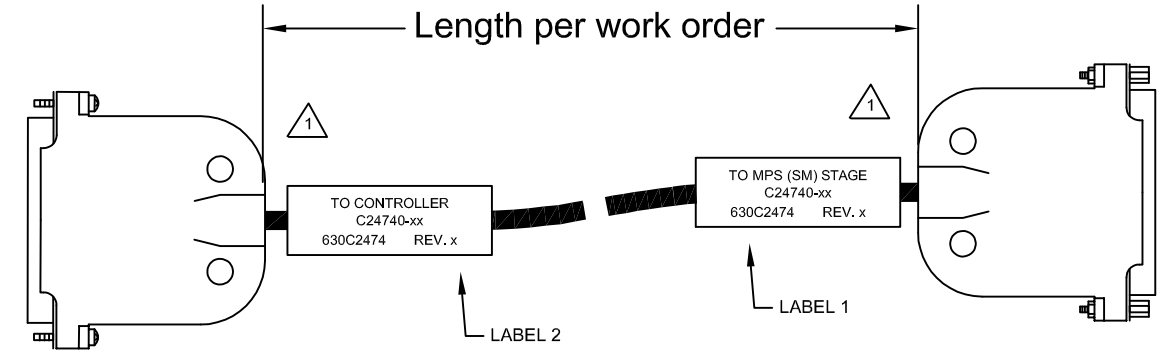 Length per work order
1
1
TO CONTROLLER
C24740-xx
630C2474 REV. x
TO MPS (SM) STAGE
C24740-xx
630C2474 REV. x
LABEL 1
LABEL 2